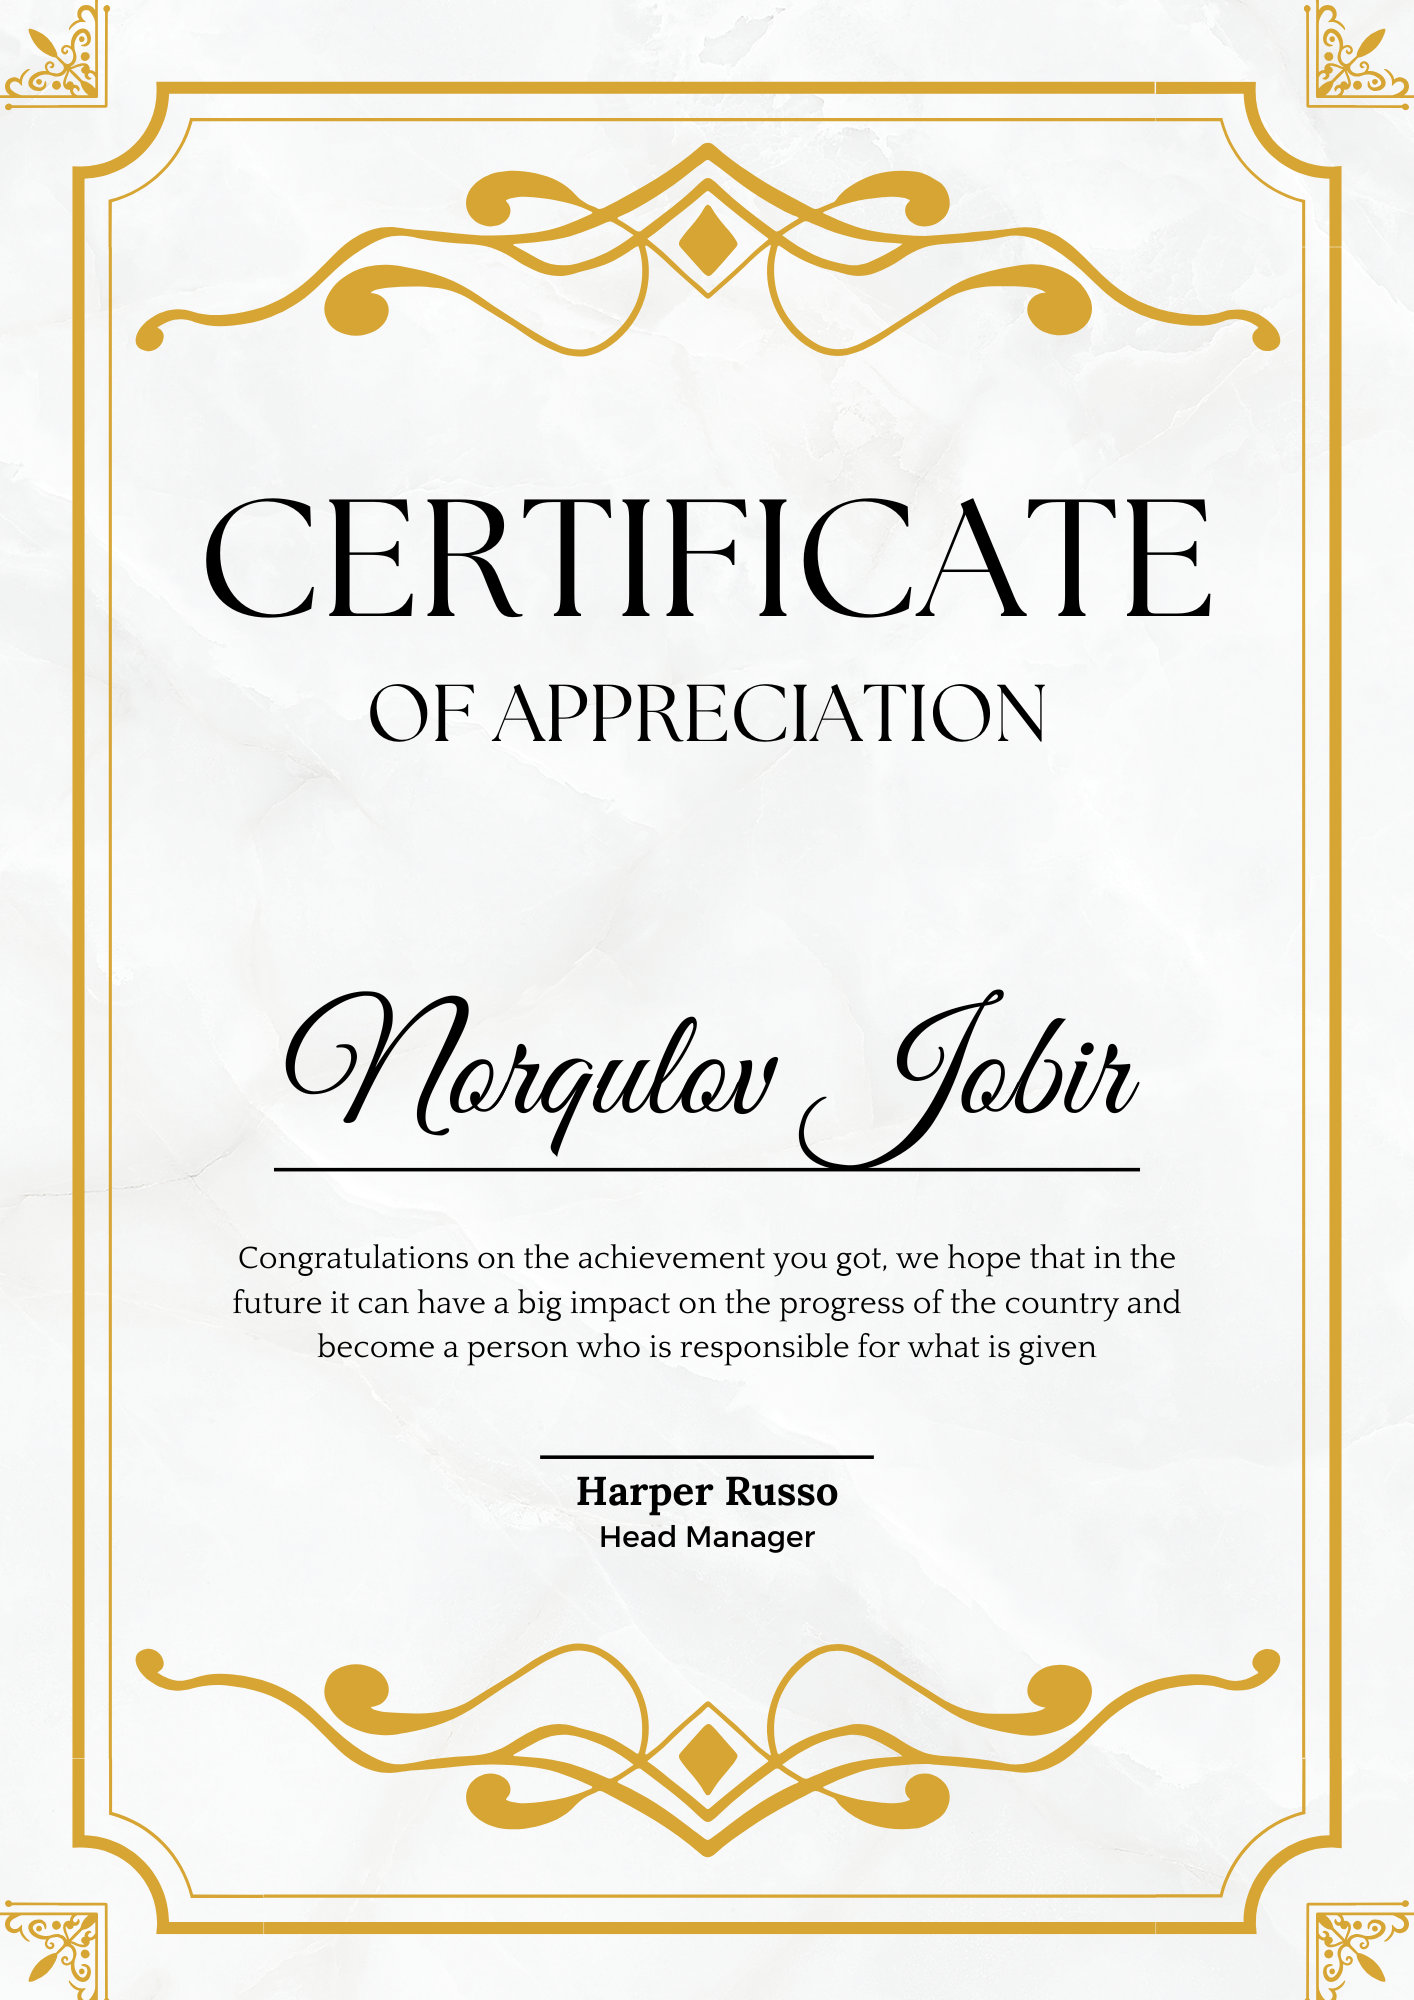 CERTIFICATE
OF APPRECIATION
Norqulov Jobir
Congratulations on the achievement you got, we hope that in the
future it can have a big impact on the progress of the country and
become a person who is responsible for what is given
Harper Russo
Head Manager